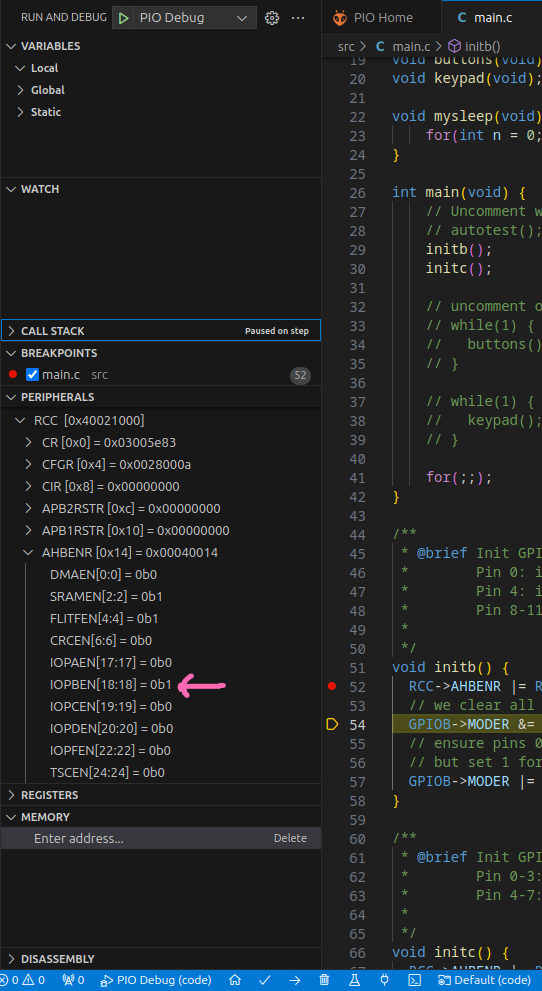 RUN AND DEBUG PIO Debug
VARIABLES
Local
Global
Static
WATCH
CALL STACK Paused on step
BREAKPOINTS
main.c src 52
PERIPHERALS
RCC [0x40021000]
CR [0x0] = 0x03005e83
CFGR [0x4] = 0x0028000a
CIR [0x8] = 0x00000000
APB2RSTR [0xc] = 0x00000000
APB1RSTR [0x10] = 0x00000000
AHBENR [0x14] = 0x00040014
DMAEN[0:0] = 0b0
SRAMEN[2:2] = 0b1
FLITFEN[4:4] = 0b1
CRCEN[6:6] = 0b0
IOPAEN[17:17] = 0b0
IOPBEN[18:18] = 0b1
IOPCEN[19:19] = 0b0
IOPDEN[20:20] = 0b0
IOPFEN[22:22] = 0b0
TSCEN[24:24] = 0b0
REGISTERS
MEMORY
Enter address... Delete
DISASSEMBLY
PIO Home main.c
src > main.c > initb()
19 void buttons(void)
20 void keypad(void);
21
22 void mysleep(void)
23 for(int n = 0;
24 }
25
26 int main(void) {
27 // Uncomment w
28 // autotest();
29 initb();
30 initc();
31
32 // uncomment o
33 // while(1) {
34 // buttons()
35 // }
36
37 // while(1) {
38 // keypad();
39 // }
40
41 for(;;);
42 }
43
44 /**
45 * @brief Init GPI
46 * Pin 0: i
47 * Pin 4: i
48 * Pin 8-11
49 *
50 */
51 void initb() {
52 RCC->AHBENR |= R
53 // we clear all
54 GPIOB->MODER &=
55 // ensure pins 0
56 // but set 1 for
57 GPIOB->MODER |=
58 }
59
60 /**
61 * @brief Init GPI
62 * Pin 0-3:
63 * Pin 4-7:
64 *
65 */
66 void initc() {
0 0 0 PIO Debug (code) Default (code)